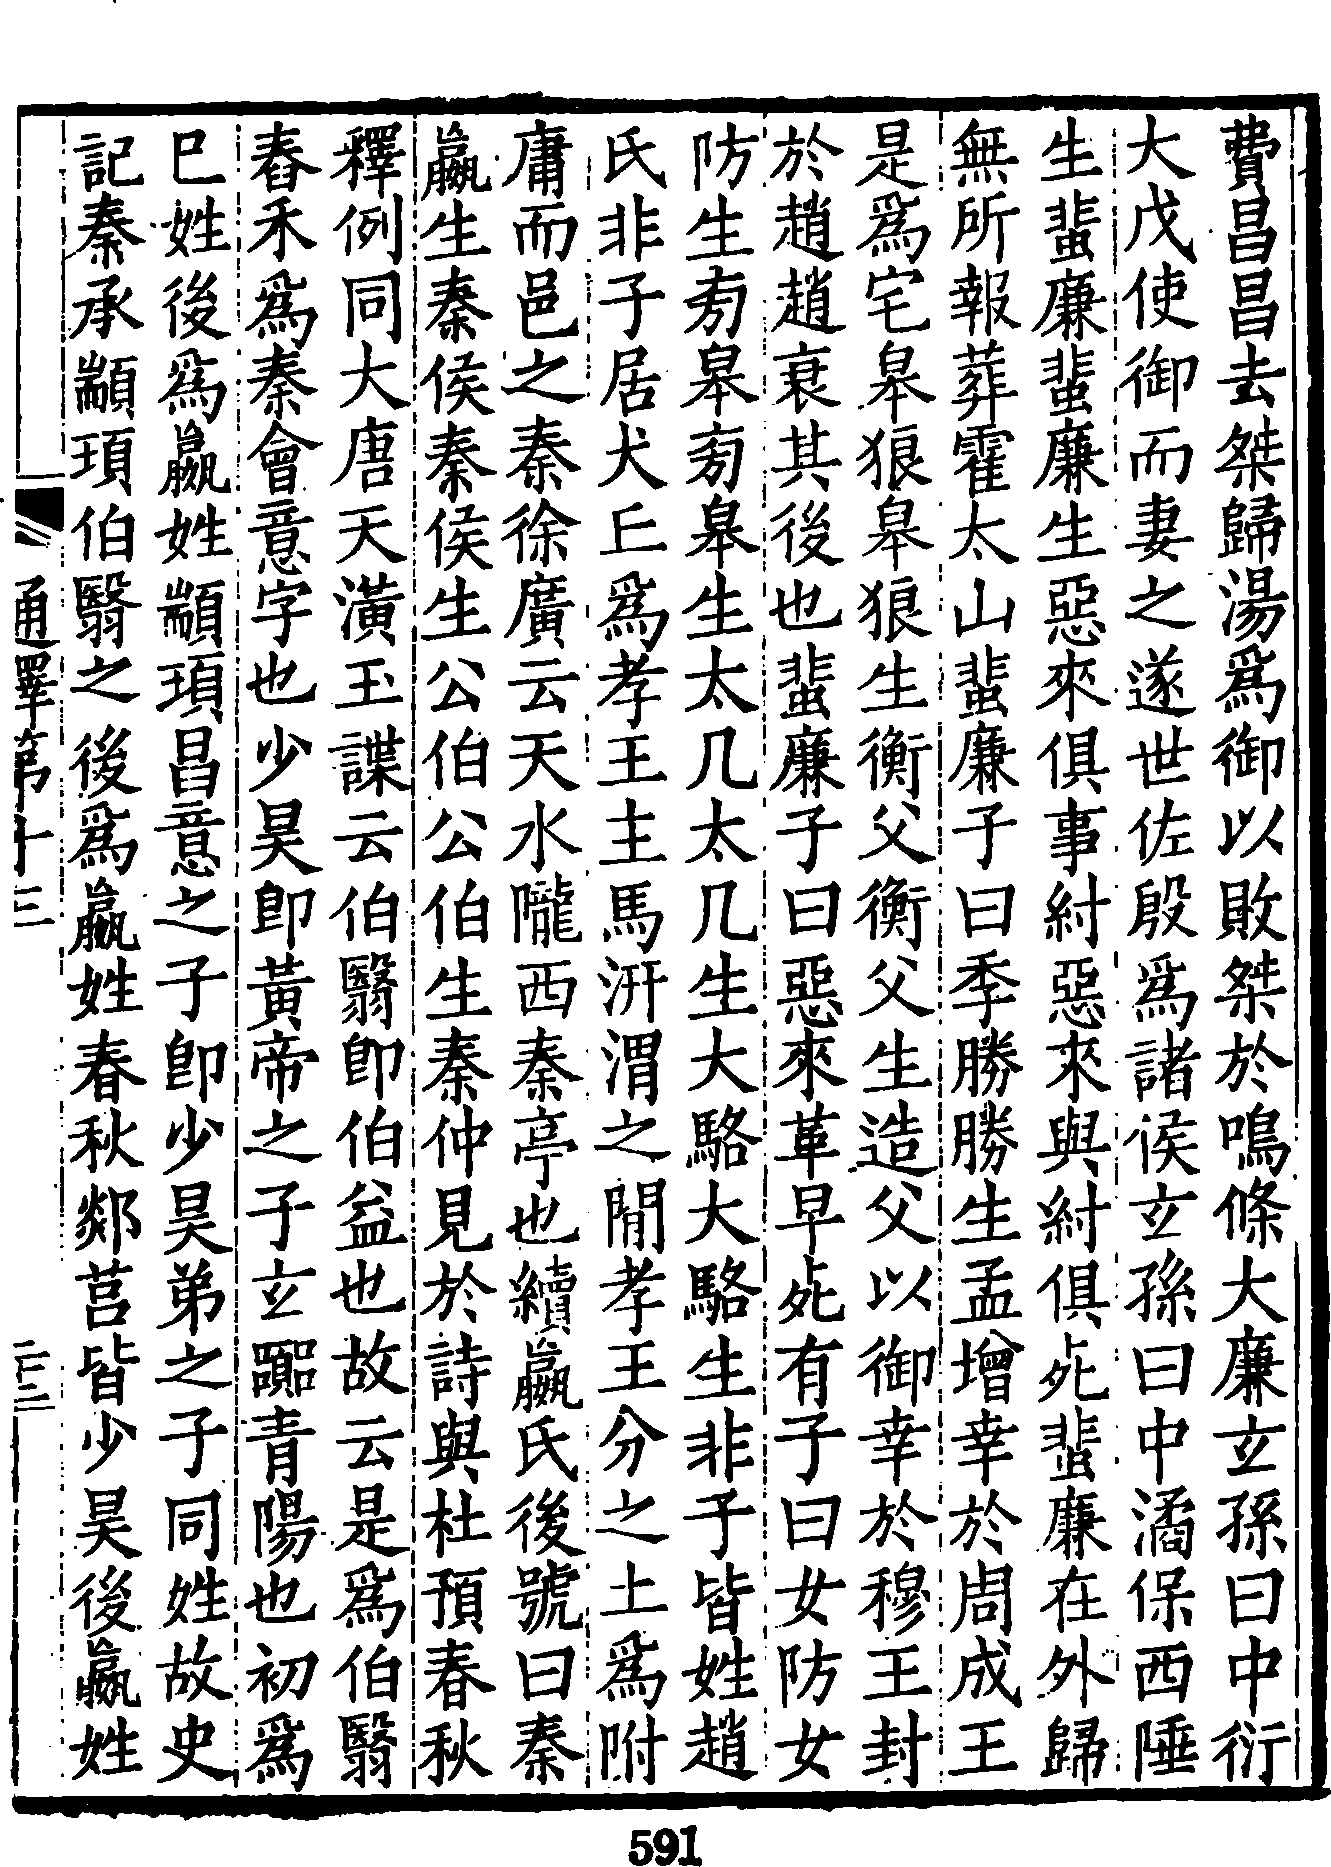 費昌昌去桀歸湯爲御以敗桀於鳴條大廉玄孫曰中衍
大戊使御而妻之遂世佐殷爲諸侯玄孫曰中潏保西陲
生蜚廉蜚廉生惡來俱事紂惡來與紂俱死蜚廉在外歸
無所報葬霍太山蜚廉子曰季勝勝生孟增幸於周成王
是爲宅皋狼皋狼生衡父衡父生造父以御幸於穆王封
於趙趙衰其後也蜚廉子曰惡來革早死有子曰女防女
防生旁皋旁皋生太几太几生大駱大駱生非子皆姓趙
氏非子居犬丘爲孝王主馬汧渭之閒孝王分之土爲附
庸而邑之秦徐廣云天水隴西秦亭也續嬴氏後號曰秦
嬴生秦侯秦侯生公伯公伯生秦仲見於詩與杜預春秋
釋例同大唐天潢玉諜云伯翳卽伯益也故云是爲伯翳
舂禾爲秦會意字也少昊卽黃帝之子玄嚻青陽也初爲
巳姓後爲嬴姓顓頊昌意之子卽少昊弟之子同姓故史
記秦承顓頊伯翳之後爲嬴姓春秋郯莒皆少昊後嬴姓
通釋第十三
二十三
591